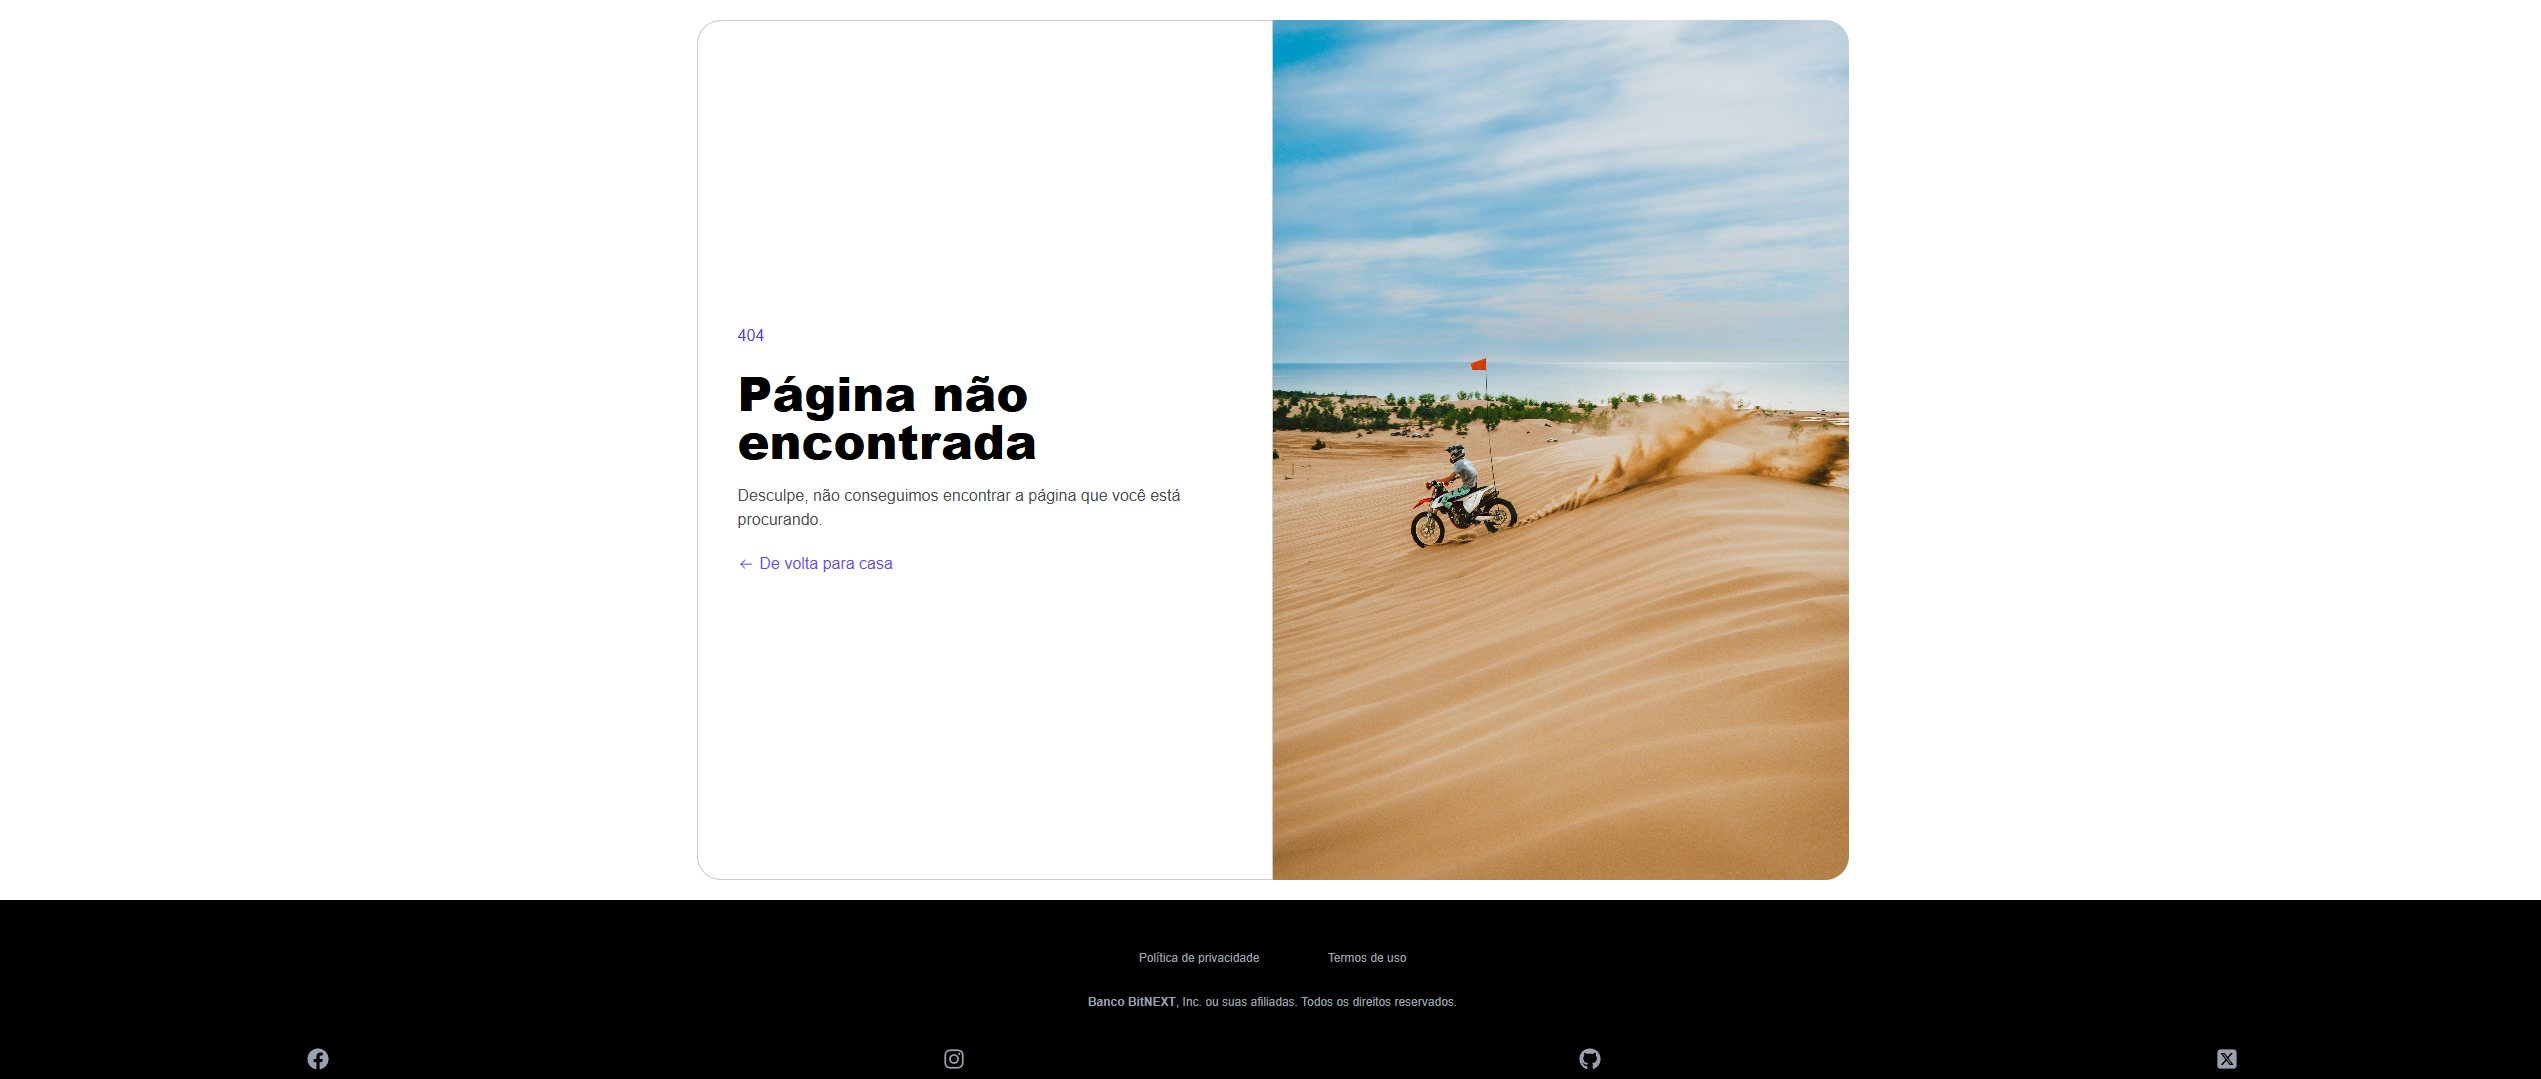 404
Página não
encontrada
Desculpe, não conseguimos encontrar a página que você está
procurando.
← De volta para casa
Política de privacidade
Termos de uso
Banco BitNEXT, Inc. ou suas afiliadas. Todos os direitos reservados.